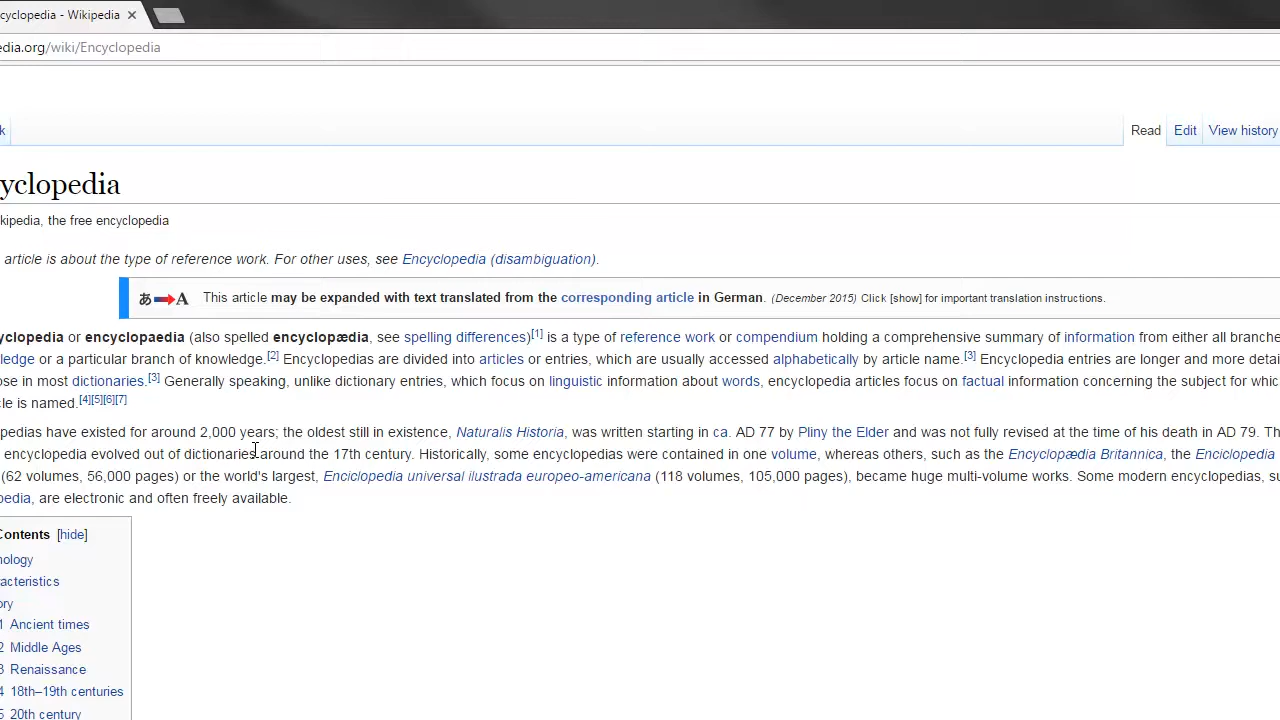 cyclopedia - Wikipedia
edia.org/wiki/Encyclopedia
k Read Edit View history
yclopedia
kipedia, the free encyclopedia
article is about the type of reference work. For other uses, see Encyclopedia (disambiguation).
あ A This article may be expanded with text translated from the corresponding article in German. (December 2015) Click [show] for important translation instructions.
yclopedia or encyclopaedia (also spelled encyclopædia, see spelling differences)[1] is a type of reference work or compendium holding a comprehensive summary of information from either all branche
ledge or a particular branch of knowledge.[2] Encyclopedias are divided into articles or entries, which are usually accessed alphabetically by article name.[3] Encyclopedia entries are longer and more detai
ose in most dictionaries.[3] Generally speaking, unlike dictionary entries, which focus on linguistic information about words, encyclopedia articles focus on factual information concerning the subject for whic
cle is named.[4][5][6][7]
pedias have existed for around 2,000 years; the oldest still in existence, Naturalis Historia, was written starting in ca. AD 77 by Pliny the Elder and was not fully revised at the time of his death in AD 79. Th
encyclopedia evolved out of dictionaries around the 17th century. Historically, some encyclopedias were contained in one volume, whereas others, such as the Encyclopædia Britannica, the Enciclopedia
(62 volumes, 56,000 pages) or the world's largest, Enciclopedia universal ilustrada europeo-americana (118 volumes, 105,000 pages), became huge multi-volume works. Some modern encyclopedias, su
pedia, are electronic and often freely available.
Contents [hide]
nology
acteristics
ory
1 Ancient times
2 Middle Ages
3 Renaissance
4 18th–19th centuries
5 20th century